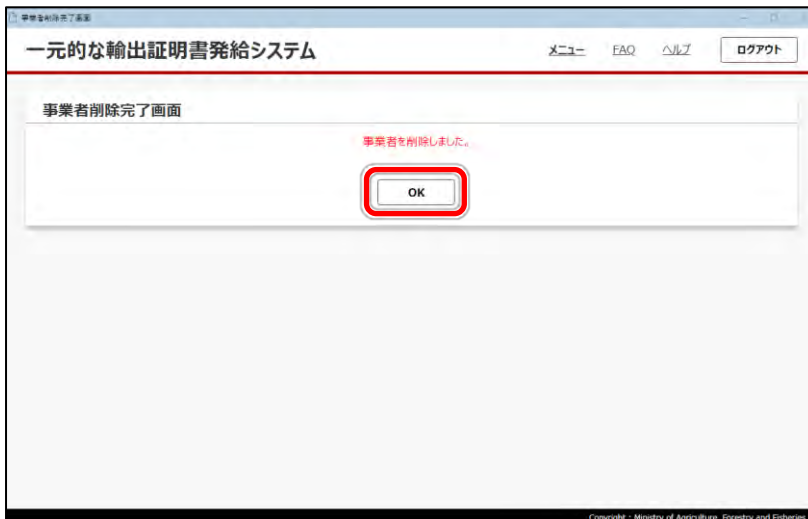 事業者削除完了画面
一元的な輸出証明書発給システム
メニュー FAQ ヘルプ ログアウト
事業者削除完了画面
事業者を削除しました。
OK
Copyright : Ministry of Agriculture, Forestry and Fisheries